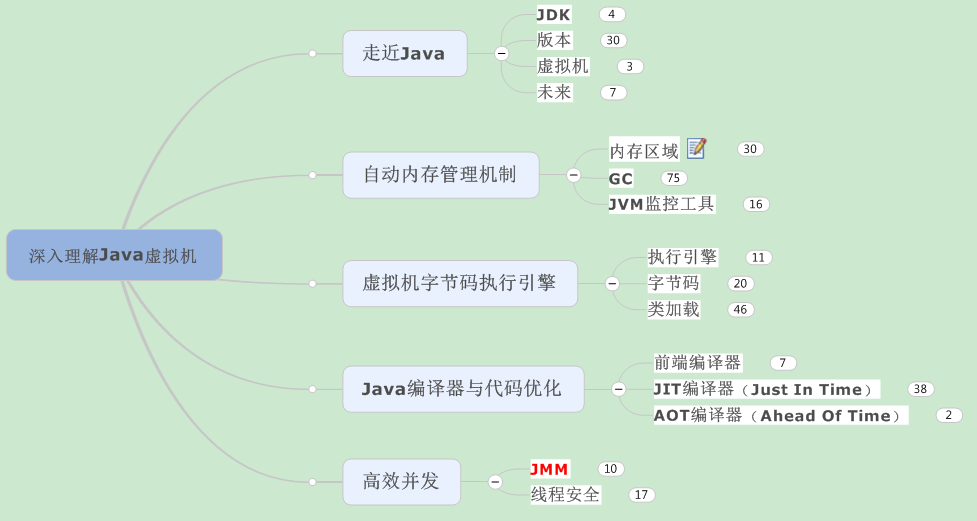 深入理解Java虚拟机
走近Java
JDK 4
版本 30
虚拟机 3
未来 7
自动内存管理机制
内存区域 30
GC 75
JVM监控工具 16
虚拟机字节码执行引擎
执行引擎 11
字节码 20
类加载 46
Java编译器与代码优化
前端编译器 7
JIT编译器（Just In Time） 38
AOT编译器（Ahead Of Time） 2
高效并发
JMM 10
线程安全 17